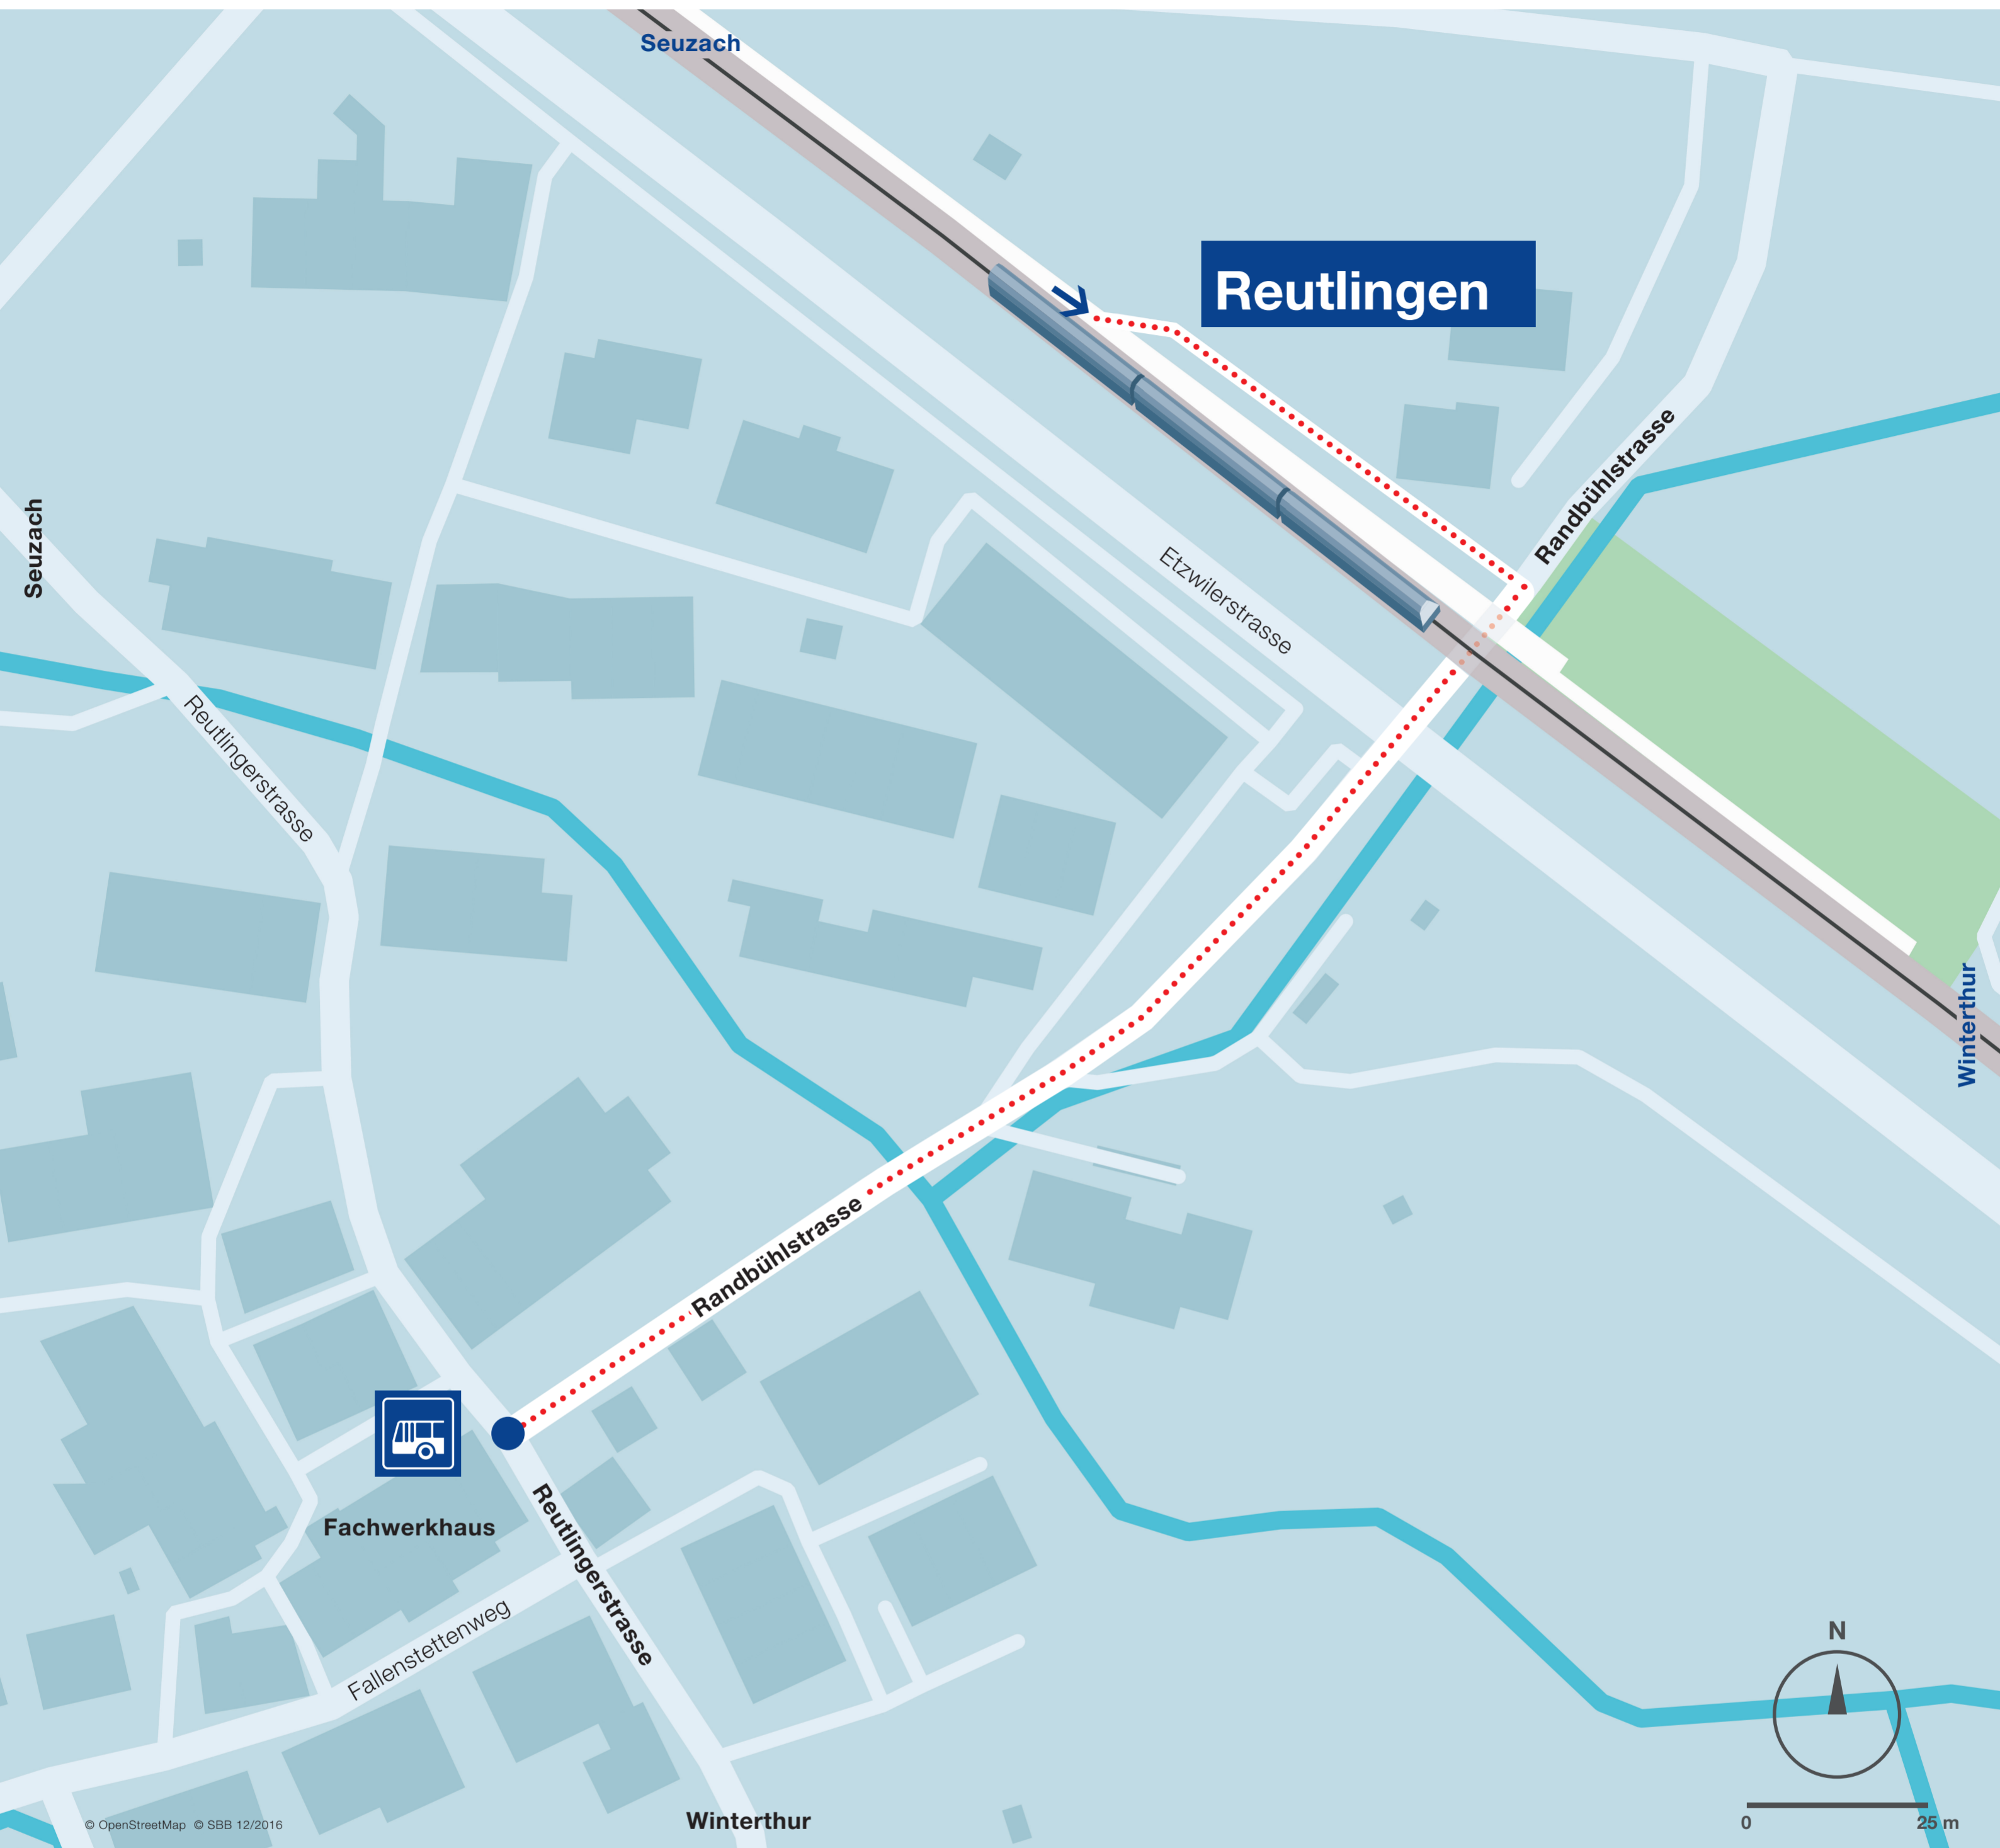 Seuzach
Reutlingen
Randbühlstrasse
Seuzach
Etzwilerstrasse
Reutlingerstrasse
Winterthur
Randbühlstrasse
Fachwerkhaus
Reutlingerstrasse
Fallenstettenweg
N
Winterthur
© OpenStreetMap © SBB 12/2016
0 25 m